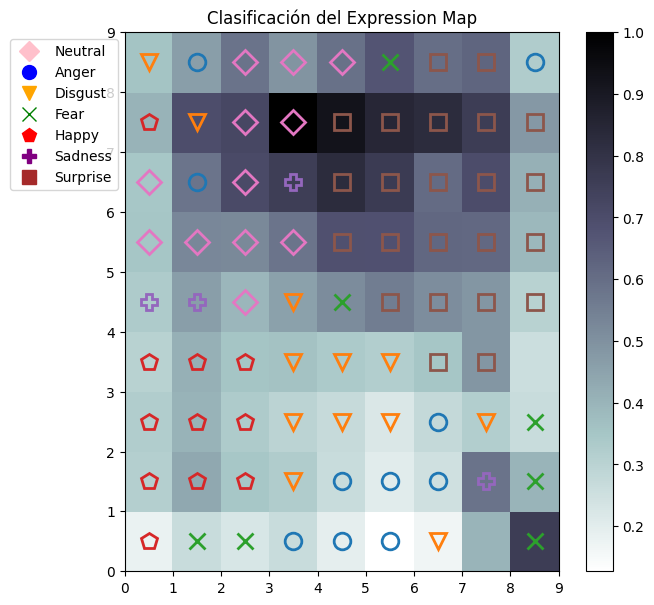 Clasificación del Expression Map
Neutral
Anger
Disgust
Fear
Happy
Sadness
Surprise
9
8
7
6
5
4
3
2
1
0
0 1 2 3 4 5 6 7 8 9
1.0
0.9
0.8
0.7
0.6
0.5
0.4
0.3
0.2